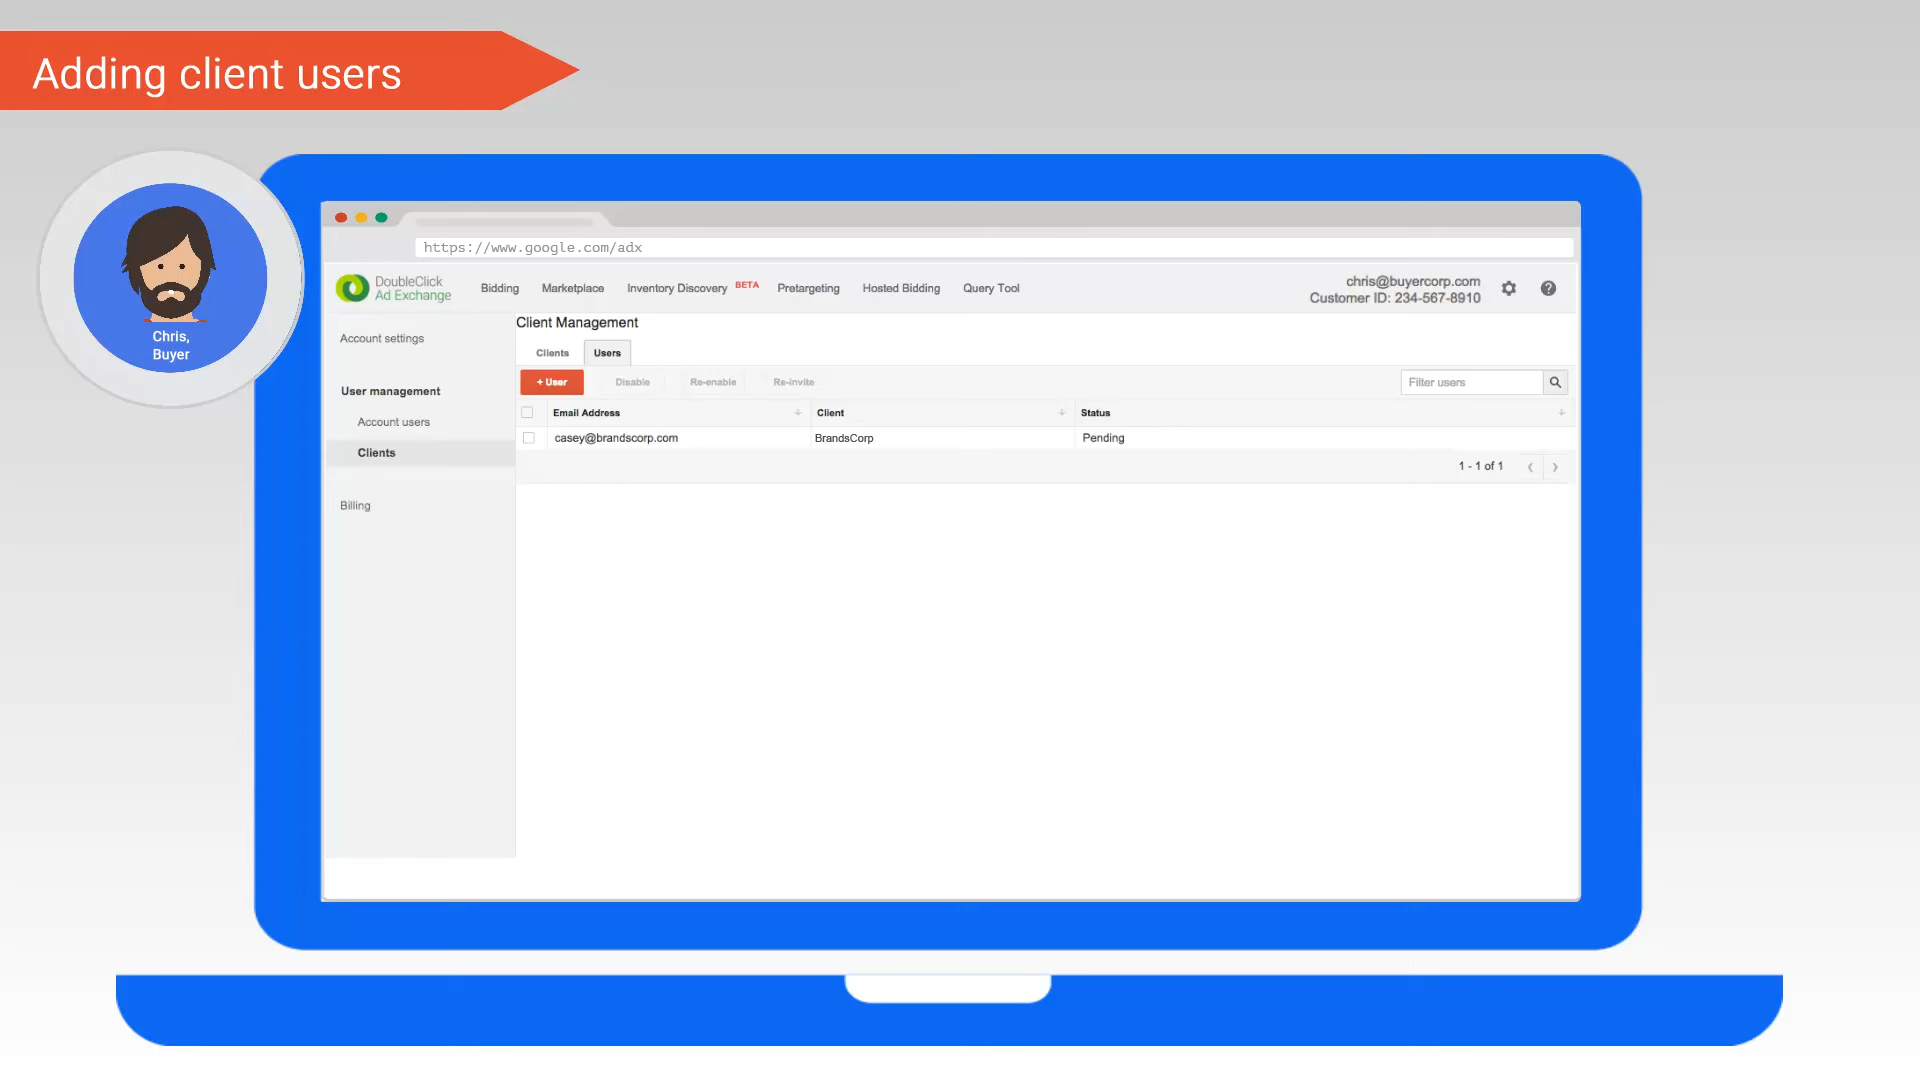 Adding client users
Chris,
Buyer
https://www.google.com/adx
DoubleClick
Ad Exchange
Bidding
Marketplace
Inventory Discovery BETA
Pretargeting
Hosted Bidding
Query Tool
chris@buyercorp.com
Customer ID: 234-567-8910
Account settings
User management
Account users
Clients
Billing
Client Management
Clients
Users
+ User
Disable
Re-enable
Re-invite
Filter users
Email Address
Client
Status
casey@brandscorp.com
BrandsCorp
Pending
1 - 1 of 1